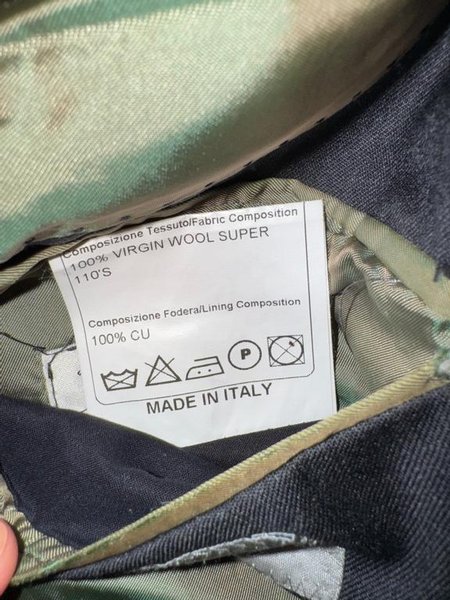 Composizione Tessuto/Fabric Composition
100% VIRGIN WOOL SUPER
110'S
Composizione Fodera/Lining Composition
100% CU
P
MADE IN ITALY